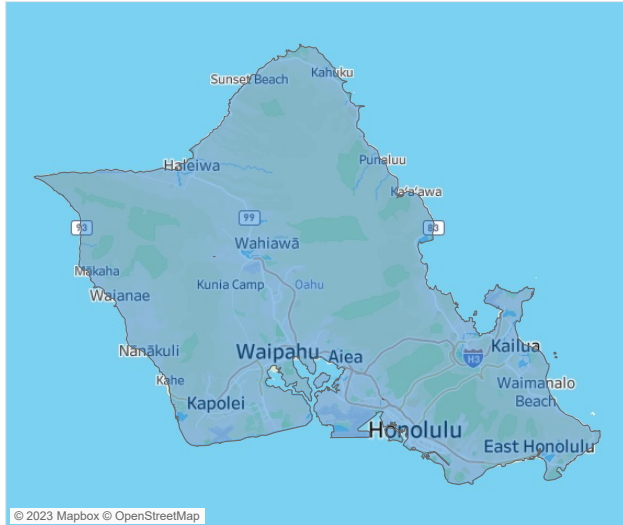 Kahuku
Sunset Beach
Punaluu
Haleiwa
Ka'a'awa
93
99
83
Wahiawā
Mākaha
Kunia Camp
Oahu
Waianae
Nānākuli
Waipahu
Aiea
H3
Kailua
Kahe
Waimanalo
Beach
Kapolei
Honolulu
East Honolulu
© 2023 Mapbox © OpenStreetMap